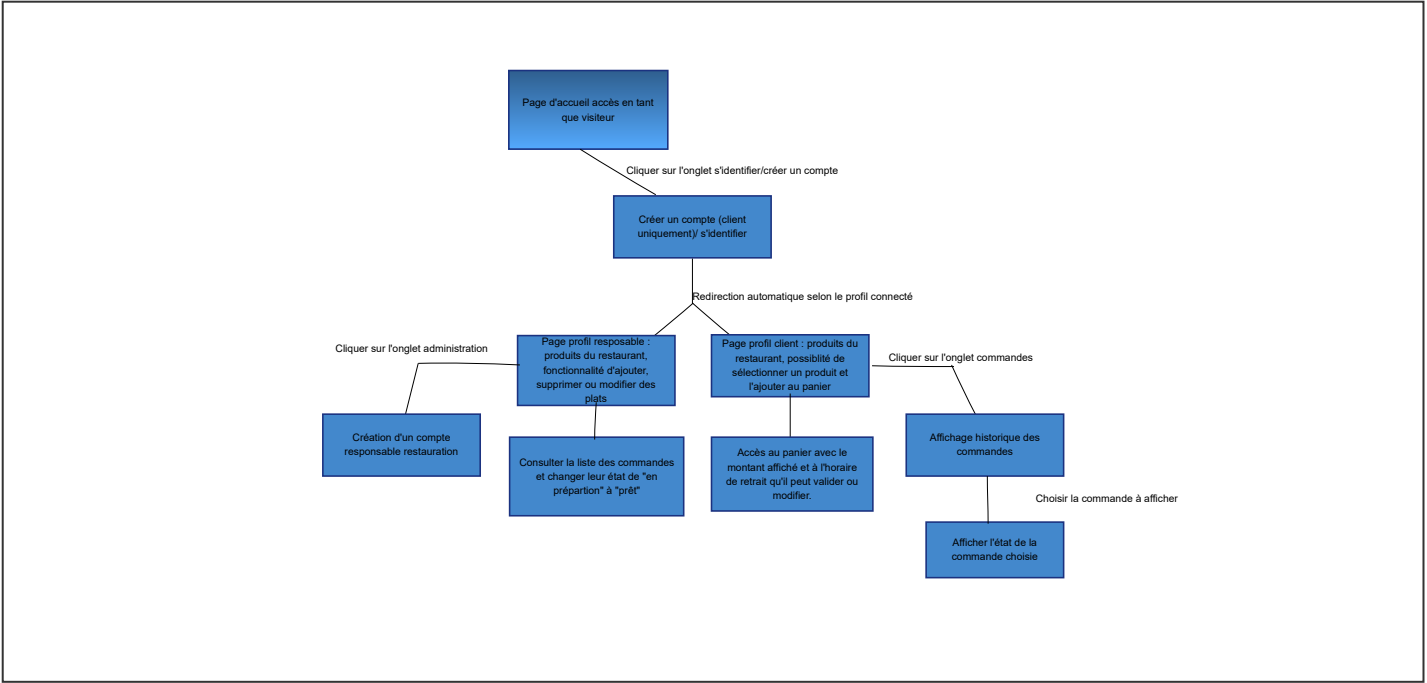 Page d'accueil accès en tant
que visiteur
Cliquer sur l'onglet s'identifier/créer un compte
Créer un compte (client
uniquement)/ s'identifier
Redirection automatique selon le profil connecté
Cliquer sur l'onglet administration
Page profil resposable :
produits du restaurant,
fonctionnalité d'ajouter,
supprimer ou modifier des
plats
Page profil client : produits du
restaurant, possiblité de
sélectionner un produit et
l'ajouter au panier
Cliquer sur l'onglet commandes
Création d'un compte
responsable restauration
Consulter la liste des commandes
et changer leur état de "en
prépartion" à "prêt"
Accès au panier avec le
montant affiché et à l'horaire
de retrait qu'il peut valider ou
modifier.
Affichage historique des
commandes
Choisir la commande à afficher
Afficher l'état de la
commande choisie